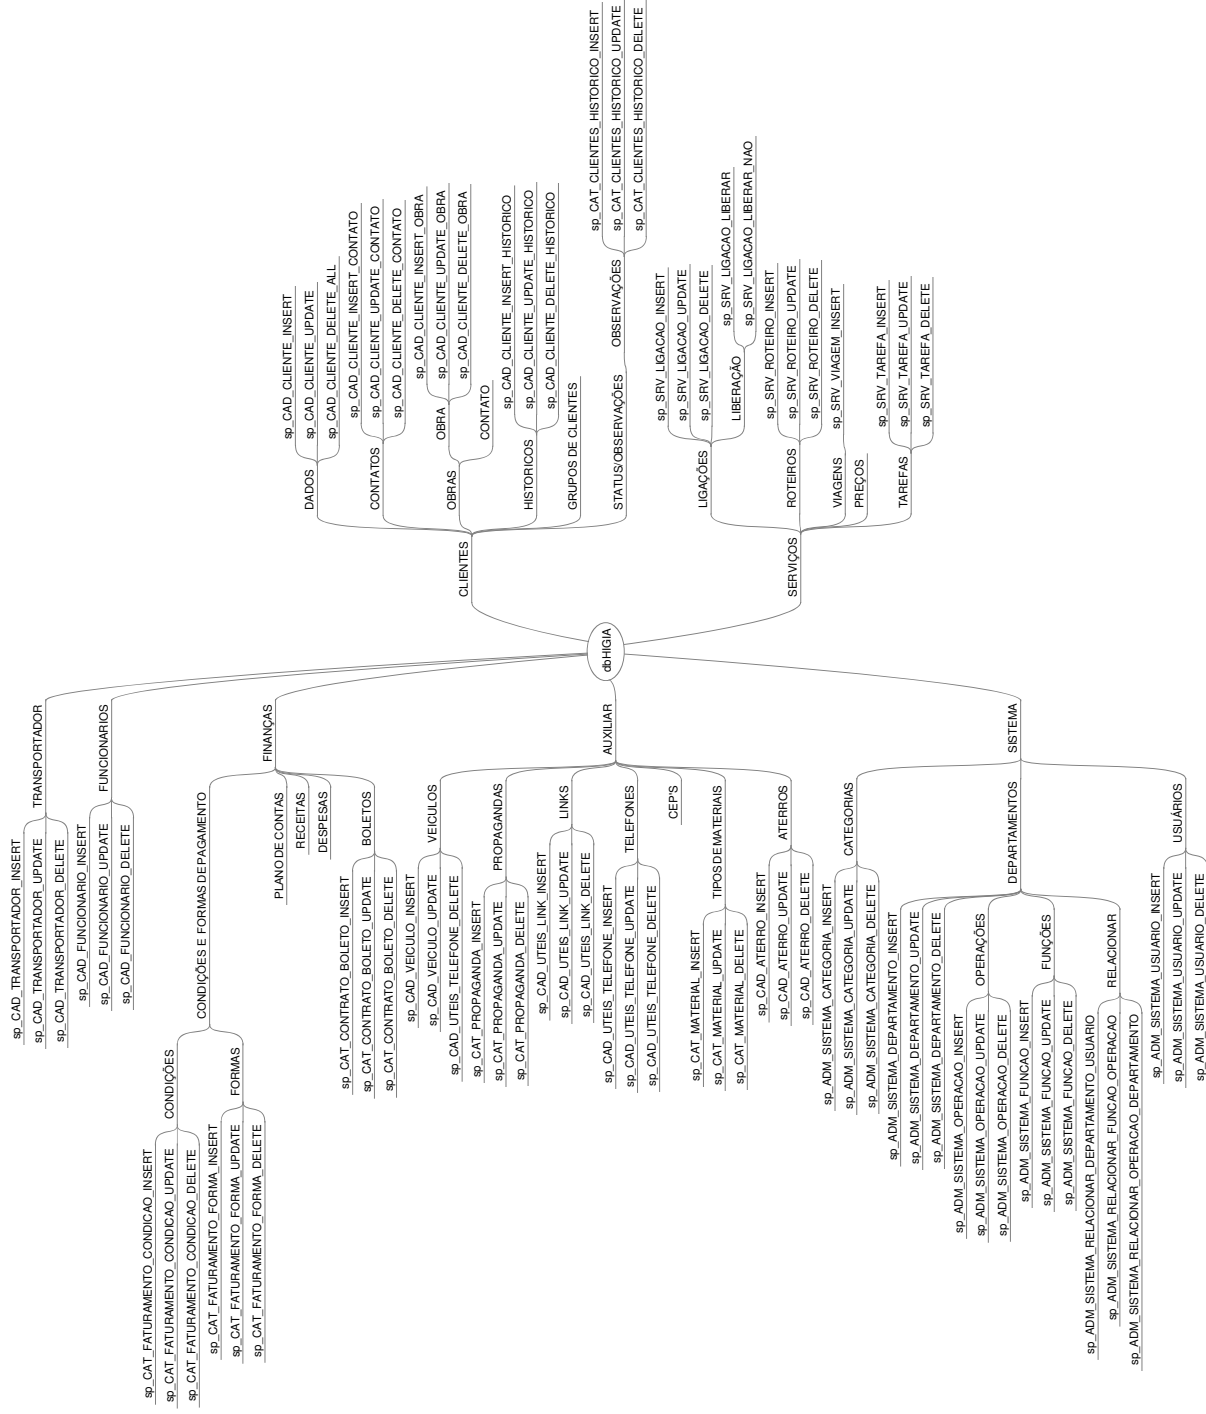 dbHIGIA
CLIENTES
DADOS
sp_CAD_CLIENTE_INSERT
sp_CAD_CLIENTE_UPDATE
sp_CAD_CLIENTE_DELETE_ALL
CONTATOS
sp_CAD_CLIENTE_INSERT_CONTATO
sp_CAD_CLIENTE_UPDATE_CONTATO
sp_CAD_CLIENTE_DELETE_CONTATO
OBRAS
OBRA
sp_CAD_CLIENTE_INSERT_OBRA
sp_CAD_CLIENTE_UPDATE_OBRA
sp_CAD_CLIENTE_DELETE_OBRA
CONTATO
HISTORICOS
sp_CAD_CLIENTE_INSERT_HISTORICO
sp_CAD_CLIENTE_UPDATE_HISTORICO
sp_CAD_CLIENTE_DELETE_HISTORICO
GRUPOS DE CLIENTES
STATUS/OBSERVAÇÕES
OBSERVAÇÕES
sp_CAT_CLIENTES_HISTORICO_INSERT
sp_CAT_CLIENTES_HISTORICO_UPDATE
sp_CAT_CLIENTES_HISTORICO_DELETE
SERVIÇOS
LIGAÇÕES
sp_SRV_LIGACAO_INSERT
sp_SRV_LIGACAO_UPDATE
sp_SRV_LIGACAO_DELETE
LIBERAÇÃO
sp_SRV_LIGACAO_LIBERAR
sp_SRV_LIGACAO_LIBERAR_NAO
ROTEIROS
sp_SRV_ROTEIRO_INSERT
sp_SRV_ROTEIRO_UPDATE
sp_SRV_ROTEIRO_DELETE
VIAGENS
sp_SRV_VIAGEM_INSERT
PREÇOS
TAREFAS
sp_SRV_TAREFA_INSERT
sp_SRV_TAREFA_UPDATE
sp_SRV_TAREFA_DELETE
TRANSPORTADOR
sp_CAD_TRANSPORTADOR_INSERT
sp_CAD_TRANSPORTADOR_UPDATE
sp_CAD_TRANSPORTADOR_DELETE
FUNCIONARIOS
sp_CAD_FUNCIONARIO_INSERT
sp_CAD_FUNCIONARIO_UPDATE
sp_CAD_FUNCIONARIO_DELETE
FINANÇAS
CONDIÇÕES E FORMAS DE PAGAMENTO
CONDIÇÕES
sp_CAT_FATURAMENTO_CONDICAO_INSERT
sp_CAT_FATURAMENTO_CONDICAO_UPDATE
sp_CAT_FATURAMENTO_CONDICAO_DELETE
FORMAS
sp_CAT_FATURAMENTO_FORMA_INSERT
sp_CAT_FATURAMENTO_FORMA_UPDATE
sp_CAT_FATURAMENTO_FORMA_DELETE
PLANO DE CONTAS
RECEITAS
DESPESAS
BOLETOS
sp_CAT_CONTRATO_BOLETO_INSERT
sp_CAT_CONTRATO_BOLETO_UPDATE
sp_CAT_CONTRATO_BOLETO_DELETE
AUXILIAR
VEICULOS
sp_CAD_VEICULO_INSERT
sp_CAD_VEICULO_UPDATE
sp_CAD_UTEIS_TELEFONE_DELETE
PROPAGANDAS
sp_CAT_PROPAGANDA_INSERT
sp_CAT_PROPAGANDA_UPDATE
sp_CAT_PROPAGANDA_DELETE
LINKS
sp_CAD_UTEIS_LINK_INSERT
sp_CAD_UTEIS_LINK_UPDATE
sp_CAD_UTEIS_LINK_DELETE
TELEFONES
sp_CAD_UTEIS_TELEFONE_INSERT
sp_CAD_UTEIS_TELEFONE_UPDATE
sp_CAD_UTEIS_TELEFONE_DELETE
CEP'S
TIPOS DE MATERIAIS
sp_CAT_MATERIAL_INSERT
sp_CAT_MATERIAL_UPDATE
sp_CAT_MATERIAL_DELETE
ATERROS
sp_CAD_ATERRO_INSERT
sp_CAD_ATERRO_UPDATE
sp_CAD_ATERRO_DELETE
SISTEMA
CATEGORIAS
sp_ADM_SISTEMA_CATEGORIA_INSERT
sp_ADM_SISTEMA_CATEGORIA_UPDATE
sp_ADM_SISTEMA_CATEGORIA_DELETE
DEPARTAMENTOS
sp_ADM_SISTEMA_DEPARTAMENTO_INSERT
sp_ADM_SISTEMA_DEPARTAMENTO_UPDATE
sp_ADM_SISTEMA_DEPARTAMENTO_DELETE
OPERAÇÕES
sp_ADM_SISTEMA_OPERACAO_INSERT
sp_ADM_SISTEMA_OPERACAO_UPDATE
sp_ADM_SISTEMA_OPERACAO_DELETE
FUNÇÕES
sp_ADM_SISTEMA_FUNCAO_INSERT
sp_ADM_SISTEMA_FUNCAO_UPDATE
sp_ADM_SISTEMA_FUNCAO_DELETE
RELACIONAR
sp_ADM_SISTEMA_RELACIONAR_DEPARTAMENTO_USUARIO
sp_ADM_SISTEMA_RELACIONAR_FUNCAO_OPERACAO
sp_ADM_SISTEMA_RELACIONAR_OPERACAO_DEPARTAMENTO
USUÁRIOS
sp_ADM_SISTEMA_USUARIO_INSERT
sp_ADM_SISTEMA_USUARIO_UPDATE
sp_ADM_SISTEMA_USUARIO_DELETE